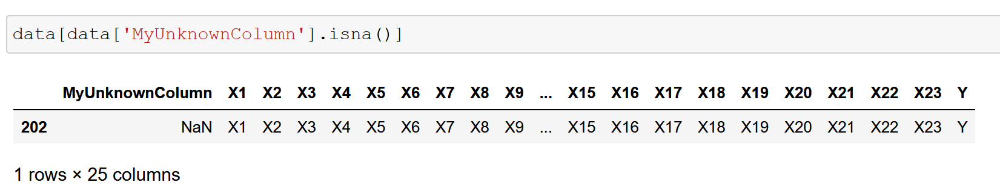 data[data['MyUnknownColumn'].isna()]
MyUnknownColumn X1 X2 X3 X4 X5 X6 X7 X8 X9 ... X15 X16 X17 X18 X19 X20 X21 X22 X23 Y
202 NaN X1 X2 X3 X4 X5 X6 X7 X8 X9 ... X15 X16 X17 X18 X19 X20 X21 X22 X23 Y
1 rows × 25 columns